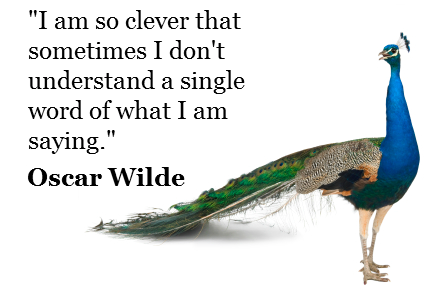 "I am so clever that
sometimes I don't
understand a single
word of what I am
saying."
Oscar Wilde